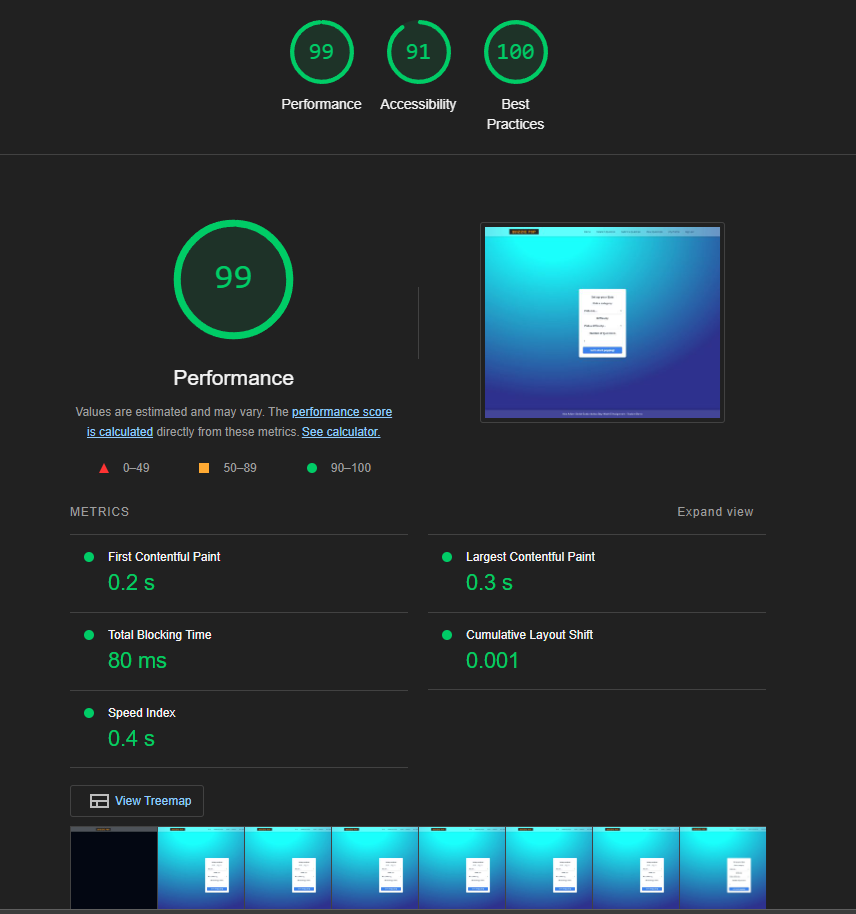 99
91
100
Performance
Accessibility
Best
Practices
99
Performance
Values are estimated and may vary. The performance score
is calculated directly from these metrics. See calculator.
0–49
50–89
90–100
METRICS
Expand view
First Contentful Paint
0.2 s
Largest Contentful Paint
0.3 s
Total Blocking Time
80 ms
Cumulative Layout Shift
0.001
Speed Index
0.4 s
View Treemap